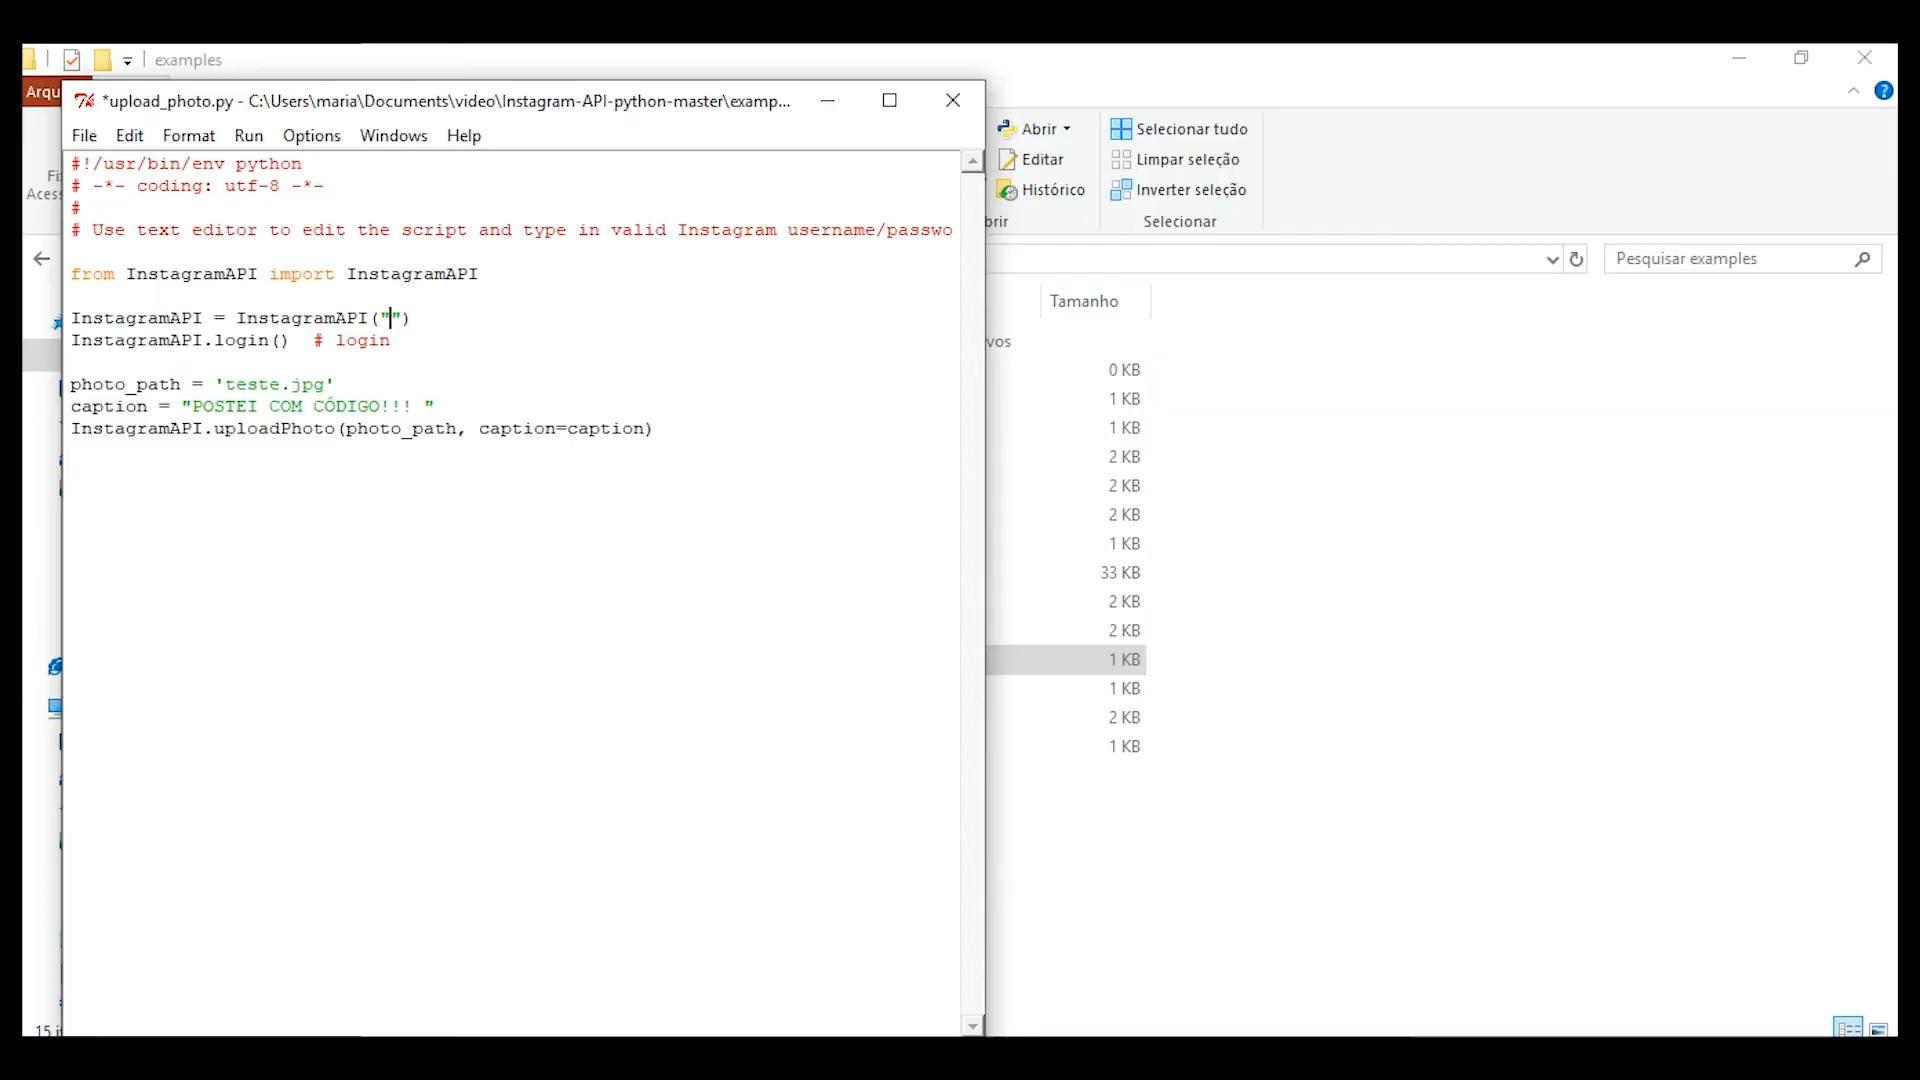 examples
Arqu
*upload_photo.py - C:\Users\maria\Documents\video\Instagram-API-python-master\examp...
File Edit Format Run Options Windows Help
#!/usr/bin/env python
# -*- coding: utf-8 -*-
#
# Use text editor to edit the script and type in valid Instagram username/passwo
from InstagramAPI import InstagramAPI
InstagramAPI = InstagramAPI("")
InstagramAPI.login()  # login
photo_path = 'teste.jpg'
caption = "POSTEI COM CÓDIGO!!! "
InstagramAPI.uploadPhoto(photo_path, caption=caption)
Fix
Acess
Abrir
Editar
Histórico
brir
Selecionar tudo
Limpar seleção
Inverter seleção
Selecionar
Pesquisar examples
Tamanho
vos
0 KB
1 KB
1 KB
2 KB
2 KB
2 KB
1 KB
33 KB
2 KB
2 KB
1 KB
1 KB
2 KB
1 KB